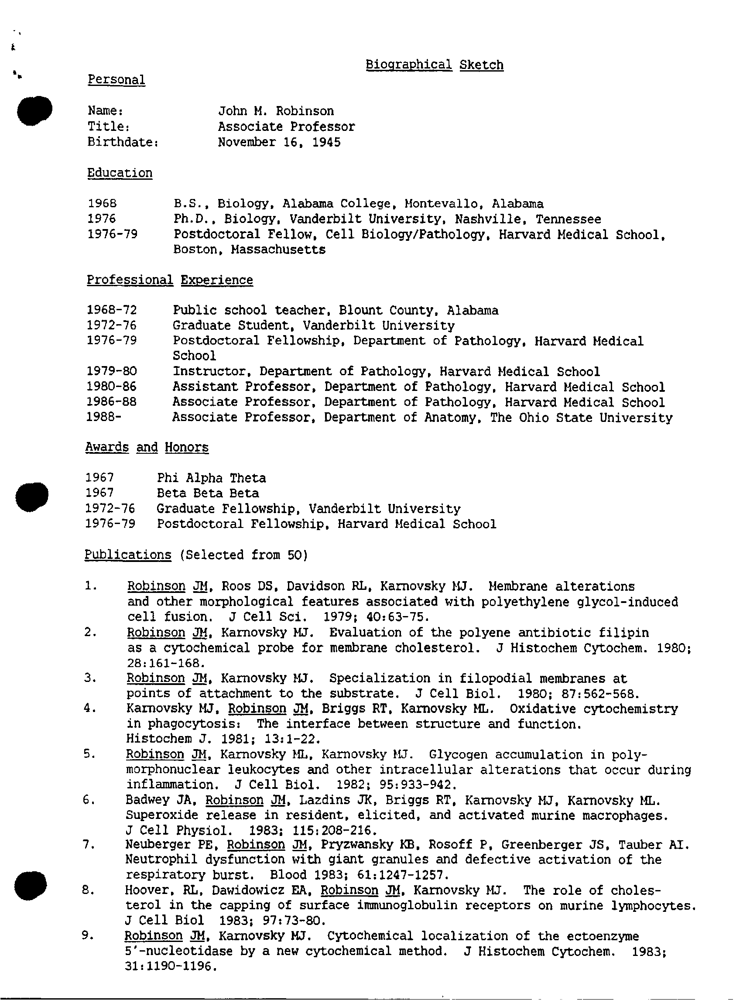 Biographical Sketch
Personal
Name: John M. Robinson
Title: Associate Professor
Birthdate: November 16, 1945
Education
1968 B.S., Biology, Alabama College, Montevallo, Alabama
1976 Ph.D., Biology, Vanderbilt University, Nashville, Tennessee
1976-79 Postdoctoral Fellow, Cell Biology/Pathology, Harvard Medical School,
Boston, Massachusetts
Professional Experience
1968-72 Public school teacher, Blount County, Alabama
1972-76 Graduate Student, Vanderbilt University
1976-79 Postdoctoral Fellowship, Department of Pathology, Harvard Medical
School
1979-80 Instructor, Department of Pathology, Harvard Medical School
1980-86 Assistant Professor, Department of Pathology, Harvard Medical School
1986-88 Associate Professor, Department of Pathology, Harvard Medical School
1988- Associate Professor, Department of Anatomy, The Ohio State University
Awards and Honors
1967 Phi Alpha Theta
1967 Beta Beta Beta
1972-76 Graduate Fellowship, Vanderbilt University
1976-79 Postdoctoral Fellowship, Harvard Medical School
Publications (Selected from 50)
1. Robinson JM, Roos DS, Davidson RL, Karnovsky MJ. Membrane alterations
and other morphological features associated with polyethylene glycol-induced
cell fusion. J Cell Sci. 1979; 40:63-75.
2. Robinson JM, Karnovsky MJ. Evaluation of the polyene antibiotic filipin
as a cytochemical probe for membrane cholesterol. J Histochem Cytochem. 1980;
28:161-168.
3. Robinson JM, Karnovsky MJ. Specialization in filopodial membranes at
points of attachment to the substrate. J Cell Biol. 1980; 87:562-568.
4. Karnovsky MJ, Robinson JM, Briggs RT, Karnovsky ML. Oxidative cytochemistry
in phagocytosis: The interface between structure and function.
Histochem J. 1981; 13:1-22.
5. Robinson JM, Karnovsky ML, Karnovsky MJ. Glycogen accumulation in poly-
morphonuclear leukocytes and other intracellular alterations that occur during
inflammation. J Cell Biol. 1982; 95:933-942.
6. Badwey JA, Robinson JM, Lazdins JK, Briggs RT, Karnovsky MJ, Karnovsky ML.
Superoxide release in resident, elicited, and activated murine macrophages.
J Cell Physiol. 1983; 115:208-216.
7. Neuberger PE, Robinson JM, Pryzwansky KB, Rosoff P, Greenberger JS, Tauber AI.
Neutrophil dysfunction with giant granules and defective activation of the
respiratory burst. Blood 1983; 61:1247-1257.
8. Hoover, RL, Dawidowicz EA, Robinson JM, Karnovsky MJ. The role of choles-
terol in the capping of surface immunoglobulin receptors on murine lymphocytes.
J Cell Biol 1983; 97:73-80.
9. Robinson JM, Karnovsky MJ. Cytochemical localization of the ectoenzyme
5'-nucleotidase by a new cytochemical method. J Histochem Cytochem. 1983;
31:1190-1196.